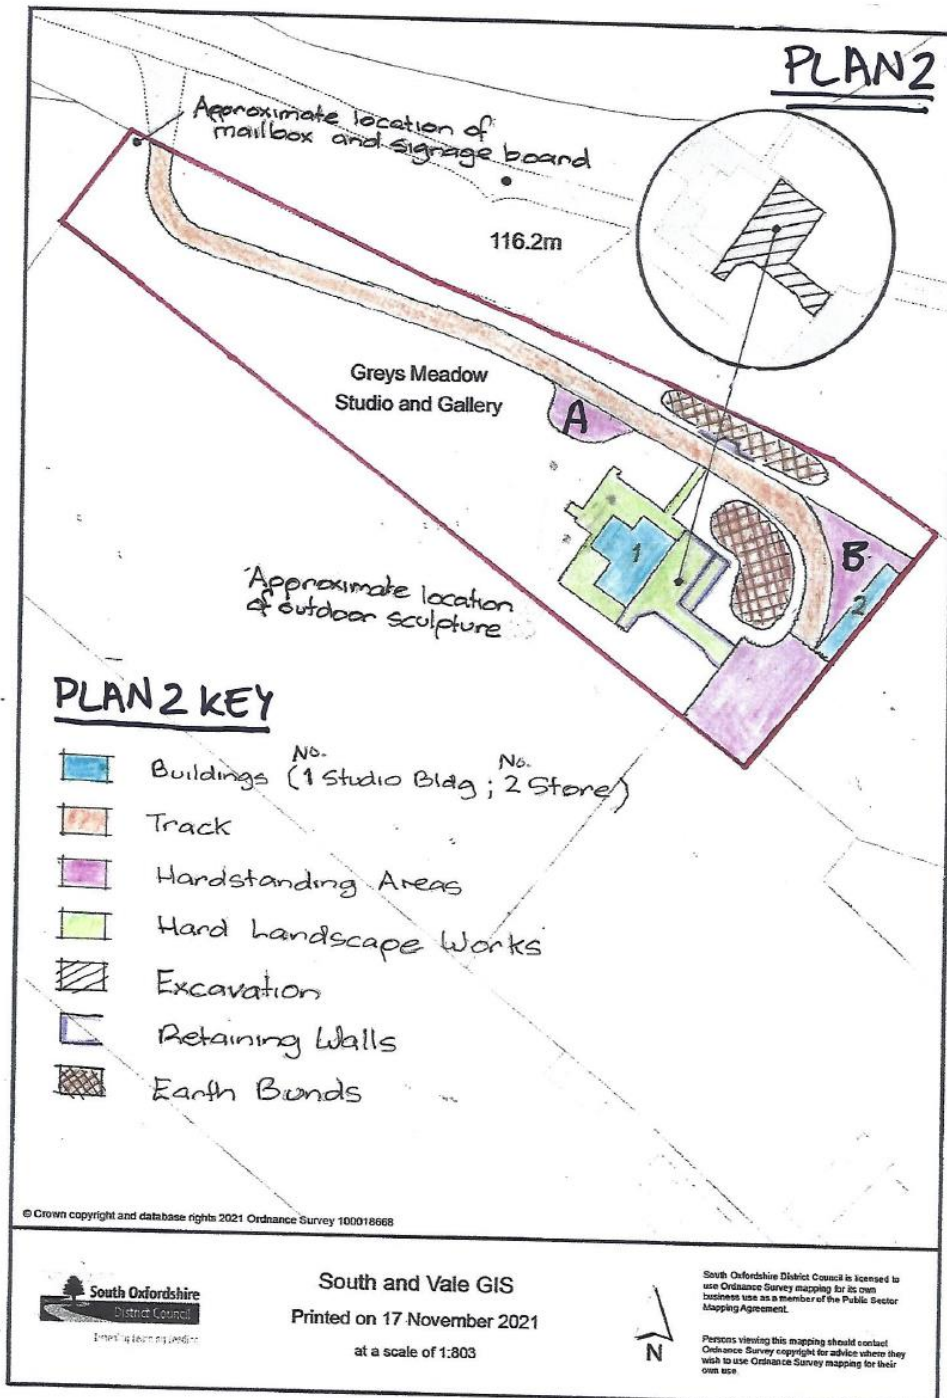 PLAN2
Approximate location of
mailbox and signage board
116.2m
Greys Meadow
Studio and Gallery
A
B
1
2
Approximate location
of outdoor sculpture
PLAN 2 KEY
Buildings (No. 1 Studio Bldg ; No. 2 Store)
Track
Hardstanding Areas
Hard Landscape Works
Excavation
Retaining Walls
Earth Bunds
© Crown copyright and database rights 2021 Ordnance Survey 100018668
South Oxfordshire
District Council
South and Vale GIS
Printed on 17 November 2021
at a scale of 1:803
N
South Oxfordshire District Council is licensed to
use Ordnance Survey mapping for its own
business use as a member of the Public Sector
Mapping Agreement.
Persons viewing this mapping should contact
Ordnance Survey copyright for advice where they
wish to use Ordnance Survey mapping for their
own use.